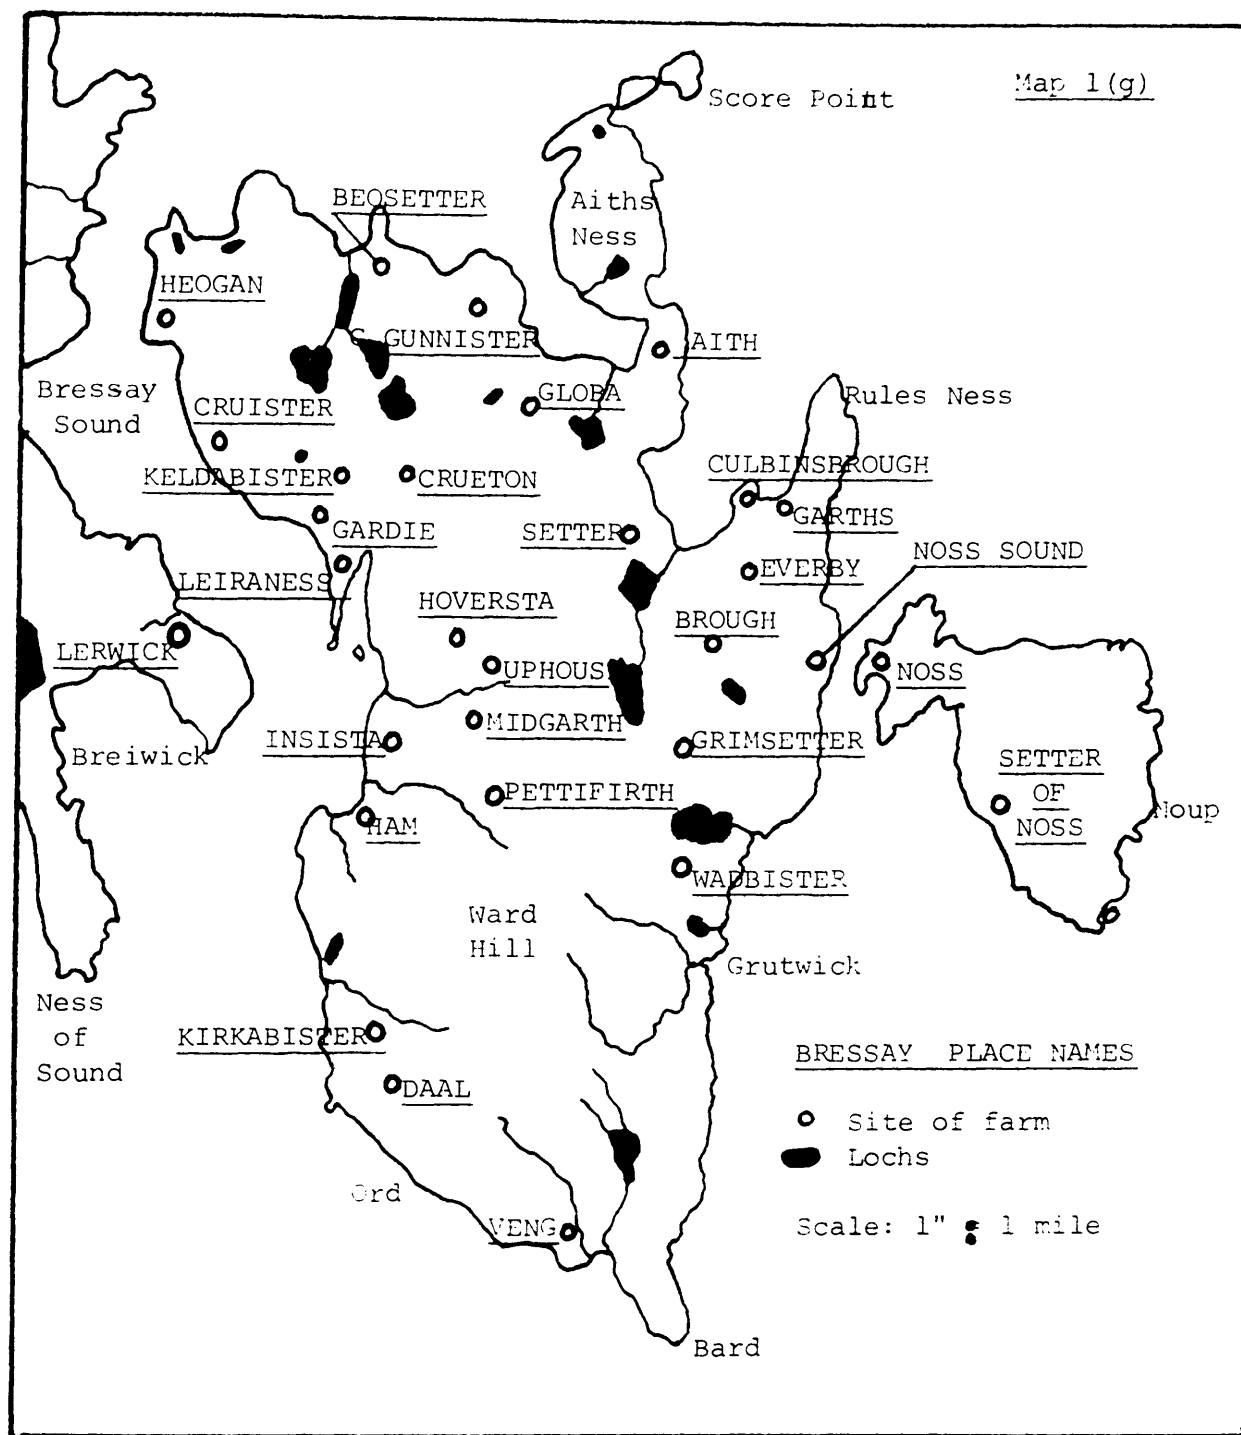 Map 1(g)
Score Point
Aiths
Ness
BEOSETTER
HEOGAN
G. GUNNISTER
AITH
Bressay
Sound
CRUISTER
GLOBA
Rules Ness
KELDABISTER
CRUETON
CULBINSBROUGH
GARTHS
GARDIE
SETTER
NOSS SOUND
LEIRANESS
EVERBY
HOVERSTA
BROUGH
LERWICK
UPHOUS
NOSS
Breiwick
INSISTA
MIDGARTH
GRIMSETTER
SETTER
OF
NOSS
PETTIFIRTH
Noup
HAM
WADBISTER
Ward
Hill
Grutwick
Ness
of
Sound
KIRKABISTER
DAAL
BRESSAY PLACE NAMES
Site of farm
Lochs
Ord
VENG
Scale: 1" : 1 mile
Bard